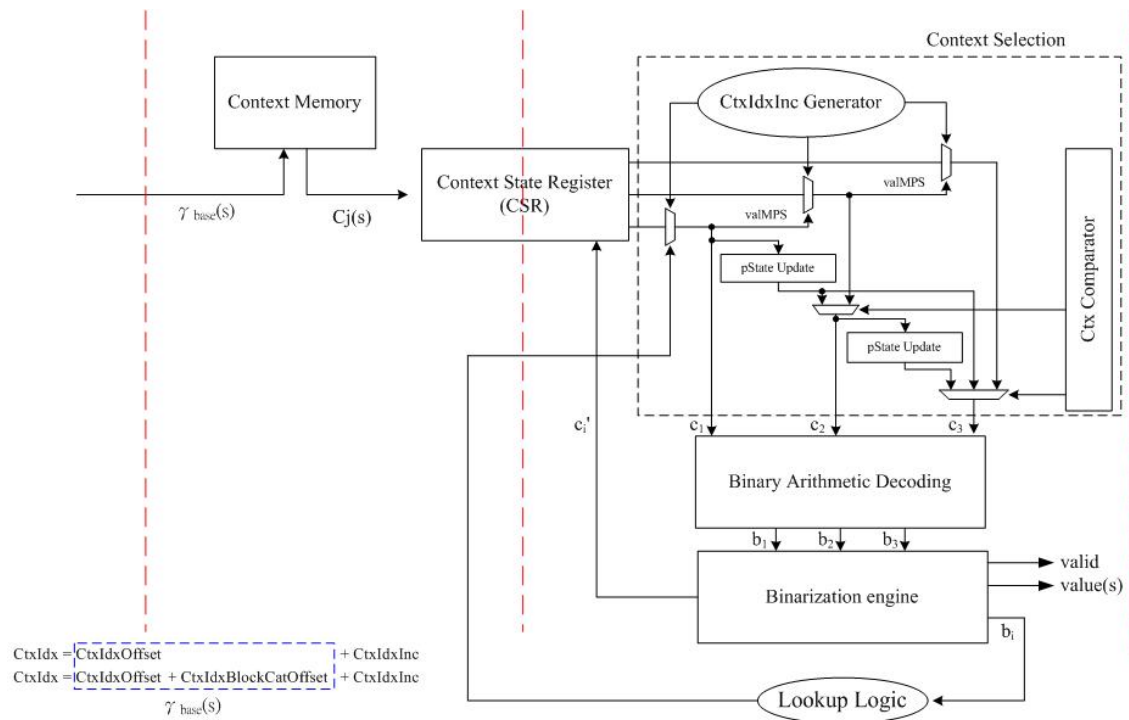 Context Selection
Context Memory
CtxIdxInc Generator
Context State Register
(CSR)
valMPS
γ base(s)
Cj(s)
valMPS
pState Update
Ctx Comparator
pState Update
ci'
c1
c2
c3
Binary Arithmetic Decoding
b1
b2
b3
valid
Binarization engine
value(s)
bi
CtxIdx = CtxIdxOffset + CtxIdxInc
CtxIdx = CtxIdxOffset + CtxIdxBlockCatOffset + CtxIdxInc
γ base(s)
Lookup Logic